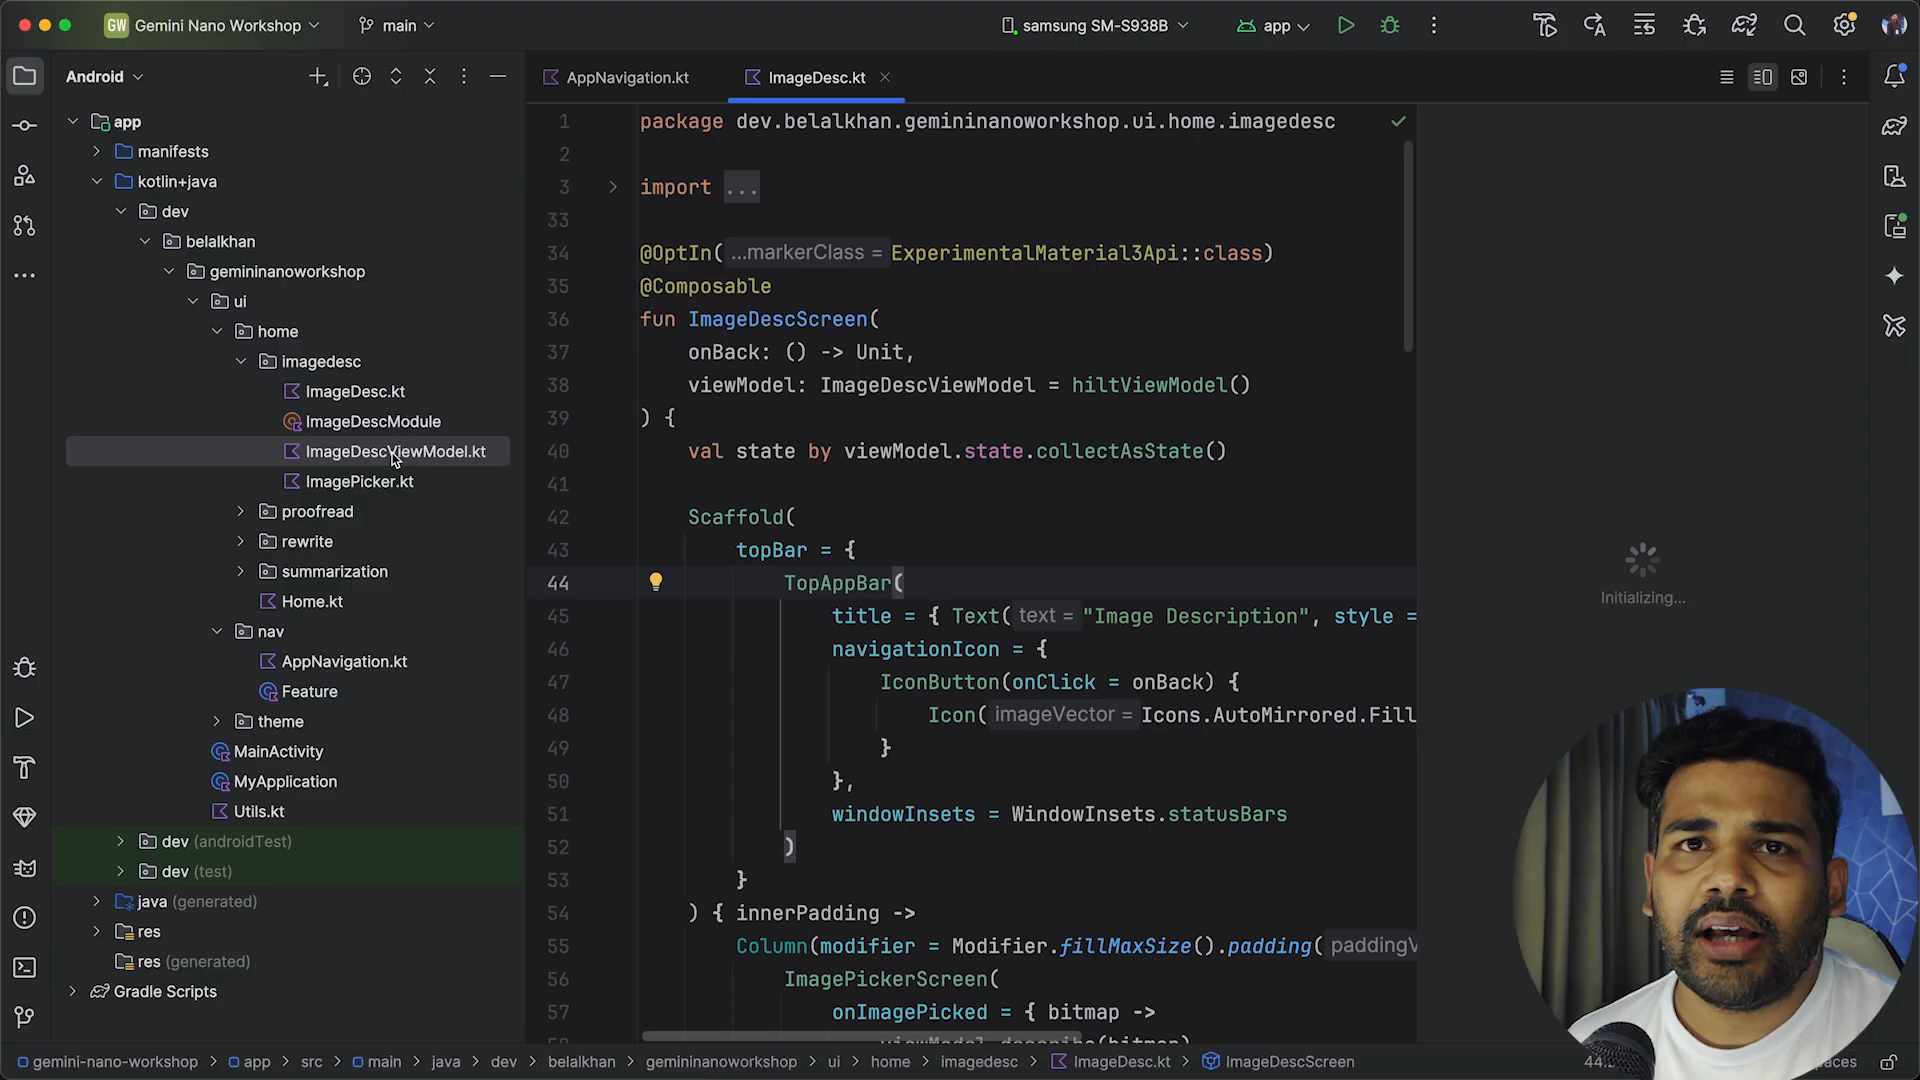 GW Gemini Nano Workshop main samsung SM-S938B app
Android
AppNavigation.kt ImageDesc.kt
app
manifests
kotlin+java
dev
belalkhan
gemininanoworkshop
ui
home
imagedesc
ImageDesc.kt
ImageDescModule
ImageDescViewModel.kt
ImagePicker.kt
proofread
rewrite
summarization
Home.kt
nav
AppNavigation.kt
Feature
theme
MainActivity
MyApplication
Utils.kt
dev (androidTest)
dev (test)
java (generated)
res
res (generated)
Gradle Scripts
1 package dev.belalkhan.gemininanoworkshop.ui.home.imagedesc
2
3 import ...
33
34 @OptIn( ...markerClass = ExperimentalMaterial3Api::class)
35 @Composable
36 fun ImageDescScreen(
37 onBack: () -> Unit,
38 viewModel: ImageDescViewModel = hiltViewModel()
39 ) {
40 val state by viewModel.state.collectAsState()
41
42 Scaffold(
43 topBar = {
44 TopAppBar(
45 title = { Text( text = "Image Description", style =
46 navigationIcon = {
47 IconButton(onClick = onBack) {
48 Icon( imageVector = Icons.AutoMirrored.Fill
49 }
50 },
51 windowInsets = WindowInsets.statusBars
52 )
53 }
54 ) { innerPadding ->
55 Column(modifier = Modifier.fillMaxSize().padding( paddingV
56 ImagePickerScreen(
57 onImagePicked = { bitmap ->
viewModel.describe(bitmap)
Initializing...
gemini-nano-workshop app src main java dev belalkhan gemininanoworkshop ui home imagedesc ImageDesc.kt ImageDescScreen